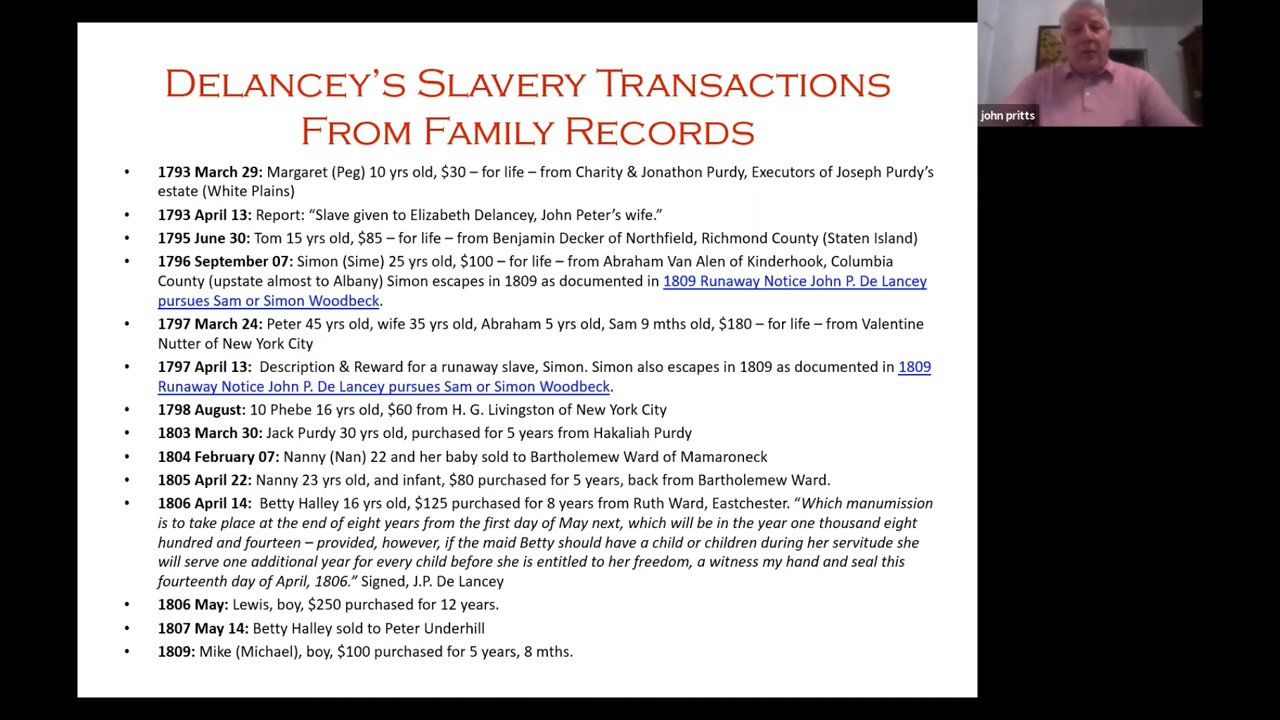 DELANCEY'S SLAVERY TRANSACTIONS
FROM FAMILY RECORDS
• 1793 March 29: Margaret (Peg) 10 yrs old, $30 – for life – from Charity & Jonathon Purdy, Executors of Joseph Purdy's
estate (White Plains)
• 1793 April 13: Report: "Slave given to Elizabeth Delancey, John Peter's wife."
• 1795 June 30: Tom 15 yrs old, $85 – for life – from Benjamin Decker of Northfield, Richmond County (Staten Island)
• 1796 September 07: Simon (Sime) 25 yrs old, $100 – for life – from Abraham Van Alen of Kinderhook, Columbia
County (upstate almost to Albany) Simon escapes in 1809 as documented in 1809 Runaway Notice John P. De Lancey
pursues Sam or Simon Woodbeck.
• 1797 March 24: Peter 45 yrs old, wife 35 yrs old, Abraham 5 yrs old, Sam 9 mths old, $180 – for life – from Valentine
Nutter of New York City
• 1797 April 13: Description & Reward for a runaway slave, Simon. Simon also escapes in 1809 as documented in 1809
Runaway Notice John P. De Lancey pursues Sam or Simon Woodbeck.
• 1798 August: 10 Phebe 16 yrs old, $60 from H. G. Livingston of New York City
• 1803 March 30: Jack Purdy 30 yrs old, purchased for 5 years from Hakaliah Purdy
• 1804 February 07: Nanny (Nan) 22 and her baby sold to Bartholemew Ward of Mamaroneck
• 1805 April 22: Nanny 23 yrs old, and infant, $80 purchased for 5 years, back from Bartholemew Ward.
• 1806 April 14: Betty Halley 16 yrs old, $125 purchased for 8 years from Ruth Ward, Eastchester. "Which manumission
is to take place at the end of eight years from the first day of May next, which will be in the year one thousand eight
hundred and fourteen – provided, however, if the maid Betty should have a child or children during her servitude she
will serve one additional year for every child before she is entitled to her freedom, a witness my hand and seal this
fourteenth day of April, 1806." Signed, J.P. De Lancey
• 1806 May: Lewis, boy, $250 purchased for 12 years.
• 1807 May 14: Betty Halley sold to Peter Underhill
• 1809: Mike (Michael), boy, $100 purchased for 5 years, 8 mths.
john pritts